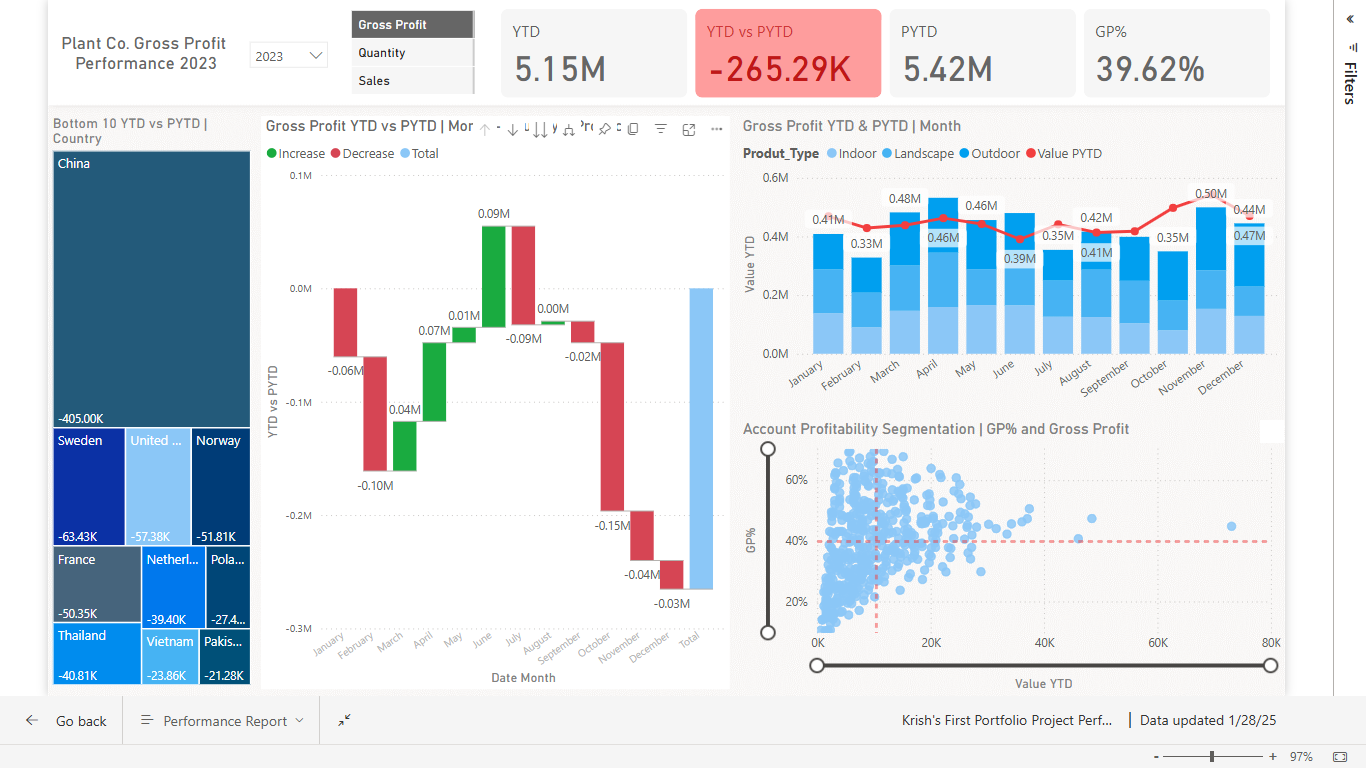 Plant Co. Gross Profit
Performance 2023
2023
Gross Profit
Quantity
Sales
YTD
5.15M
YTD vs PYTD
-265.29K
PYTD
5.42M
GP%
39.62%
Filters
Bottom 10 YTD vs PYTD |
Country
China
-405.00K
Sweden
-63.43K
United ...
-57.38K
Norway
-51.81K
France
-50.35K
Netherl...
-39.40K
Pola...
-27.4...
Thailand
-40.81K
Vietnam
-23.86K
Pakis...
-21.28K
Gross Profit YTD vs PYTD | Mor
Increase
Decrease
Total
0.1M
0.0M
-0.1M
-0.2M
-0.3M
YTD vs PYTD
-0.06M
-0.10M
0.04M
0.07M
0.01M
0.09M
-0.09M
0.00M
-0.02M
-0.15M
-0.04M
-0.03M
January
February
March
April
May
June
July
August
September
October
November
December
Total
Date Month
Gross Profit YTD & PYTD | Month
Produt_Type
Indoor
Landscape
Outdoor
Value PYTD
0.6M
0.4M
0.2M
0.0M
Value YTD
0.41M
0.33M
0.48M
0.46M
0.46M
0.39M
0.35M
0.42M
0.41M
0.35M
0.50M
0.44M
0.47M
January
February
March
April
May
June
July
August
September
October
November
December
Account Profitability Segmentation | GP% and Gross Profit
GP%
60%
40%
20%
0K
20K
40K
60K
80K
Value YTD
Go back
Performance Report
Krish's First Portfolio Project Perf...
Data updated 1/28/25
-
+
97%